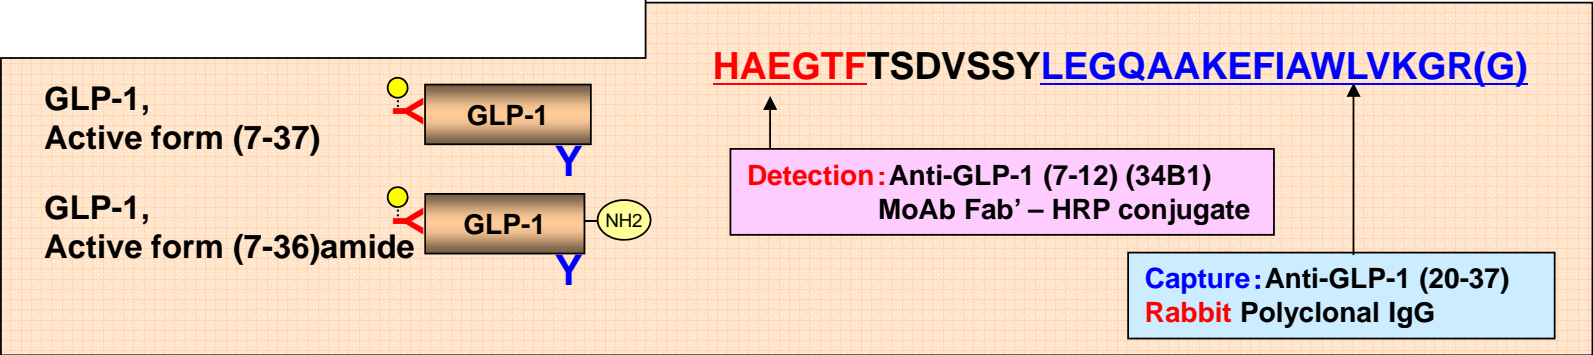 HAEGTFTSDVSSYLEGQAAKEFIAWLVKGR(G)
GLP-1,
Active form (7-37)
GLP-1
Y
Y
Detection:Anti-GLP-1 (7-12) (34B1)
MoAb Fab' – HRP conjugate
GLP-1,
Active form (7-36)amide
GLP-1
NH2
Y
Y
Capture:Anti-GLP-1 (20-37)
Rabbit Polyclonal IgG